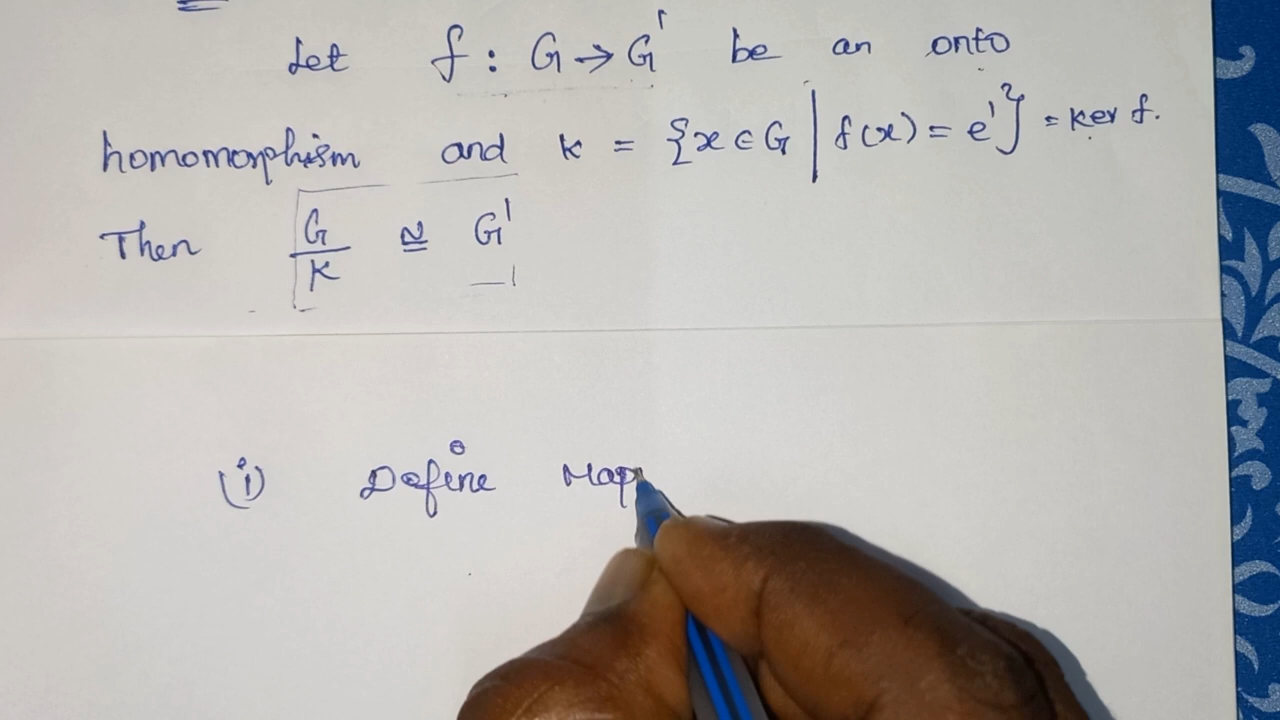 Let f : G → G' be an onto
homomorphism and K = {x ∈ G | f(x) = e'} = Ker f.
Then G/K ≅ G'
(i) Define Map